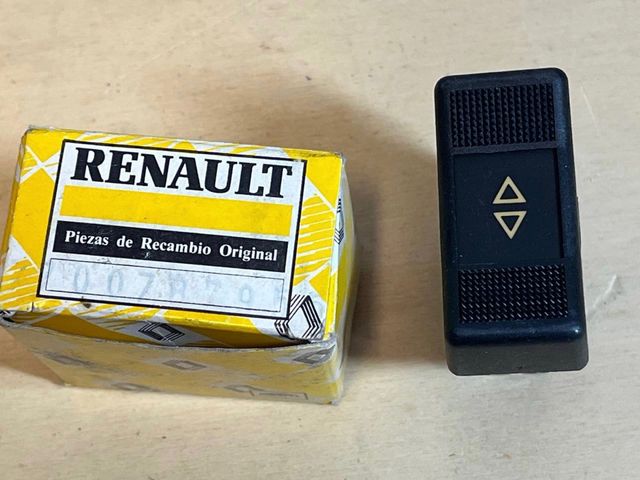 RENAULT
Piezas de Recambio Original